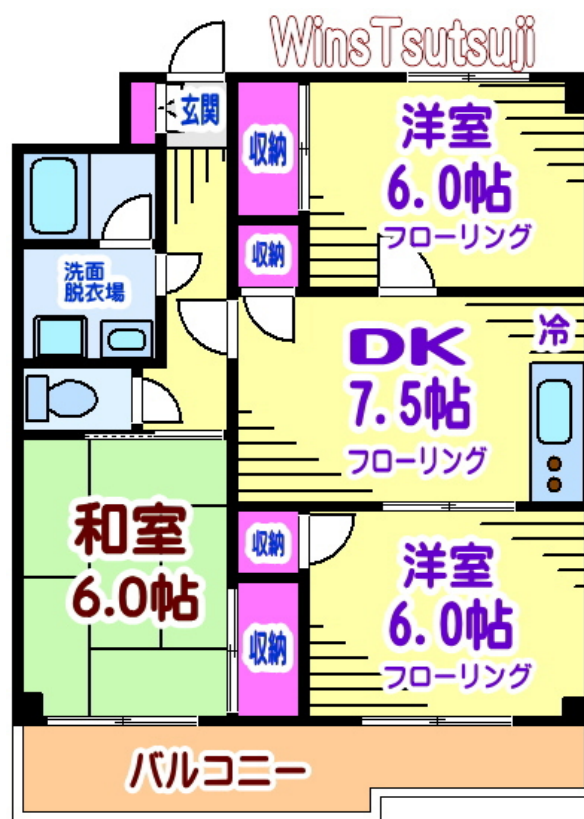 WinsTsutsuji
玄関
収納
洋室
6.0帖
フローリング
収納
洗面
脱衣場
DK
7.5帖
フローリング
冷
和室
6.0帖
収納
洋室
6.0帖
フローリング
収納
バルコニー